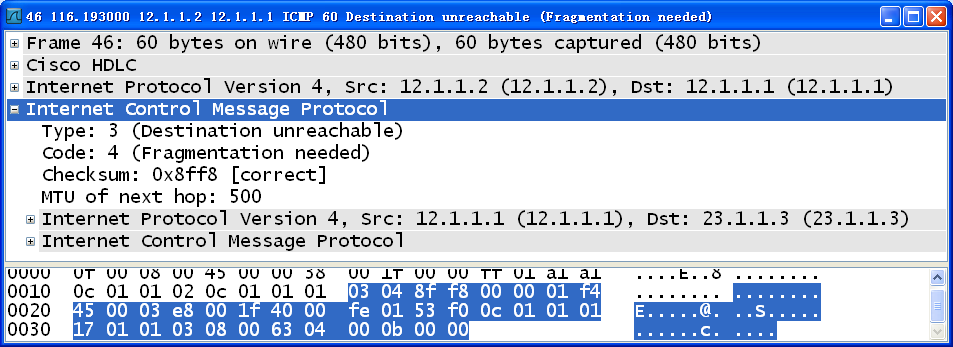 46 116.193000 12.1.1.2 12.1.1.1 ICMP 60 Destination unreachable (Fragmentation needed)
Frame 46: 60 bytes on wire (480 bits), 60 bytes captured (480 bits)
Cisco HDLC
Internet Protocol Version 4, Src: 12.1.1.2 (12.1.1.2), Dst: 12.1.1.1 (12.1.1.1)
Internet Control Message Protocol
Type: 3 (Destination unreachable)
Code: 4 (Fragmentation needed)
Checksum: 0x8ff8 [correct]
MTU of next hop: 500
Internet Protocol Version 4, Src: 12.1.1.1 (12.1.1.1), Dst: 23.1.1.3 (23.1.1.3)
Internet Control Message Protocol
0000 0f 00 08 00 45 00 00 38 00 1f 00 00 ff 01 a1 a1 ....E..8 ........
0010 0c 01 01 02 0c 01 01 01 03 04 8f f8 00 00 01 f4 ........ ........
0020 45 00 03 e8 00 1f 40 00 fe 01 53 f0 0c 01 01 01 E.....@. ..S.....
0030 17 01 01 03 08 00 63 04 00 0b 00 00 ......c. ....